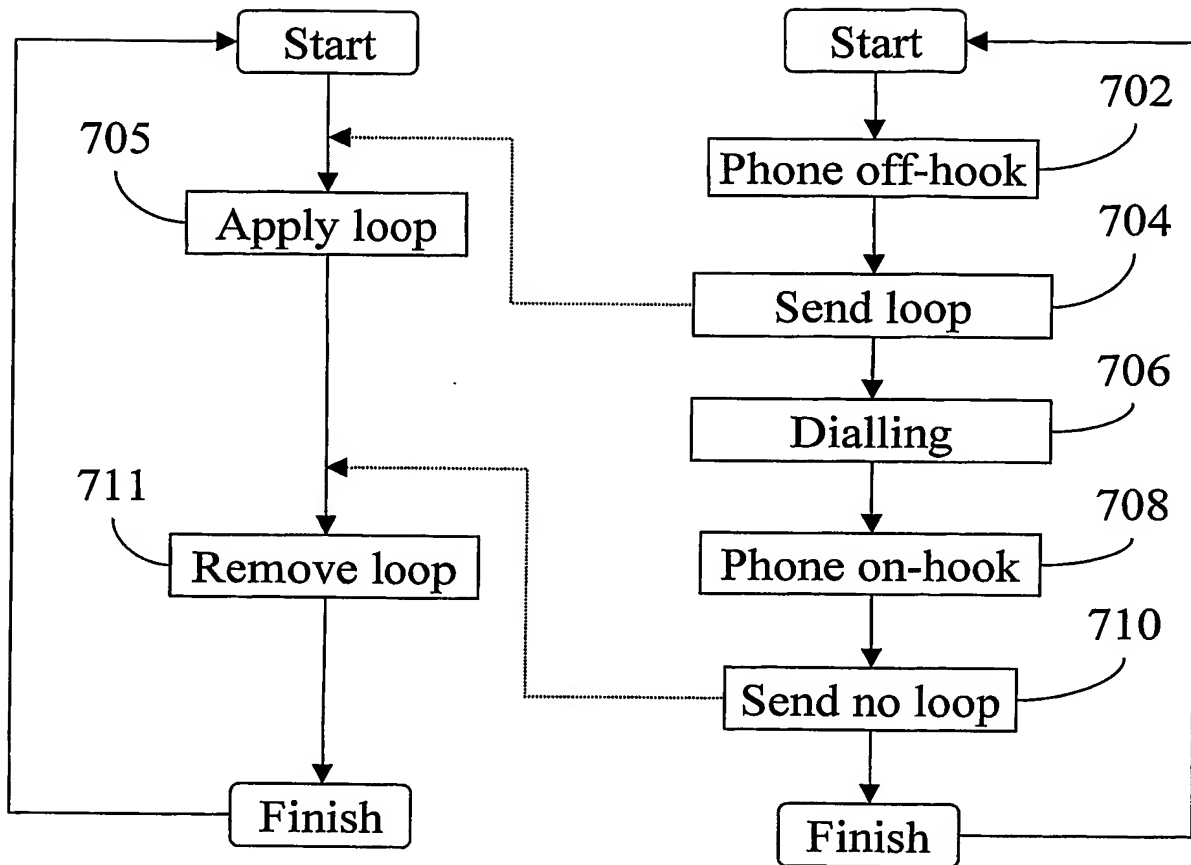 Start
705
Apply loop
711
Remove loop
Finish
Start
702
Phone off-hook
704
Send loop
706
Dialling
708
Phone on-hook
710
Send no loop
Finish